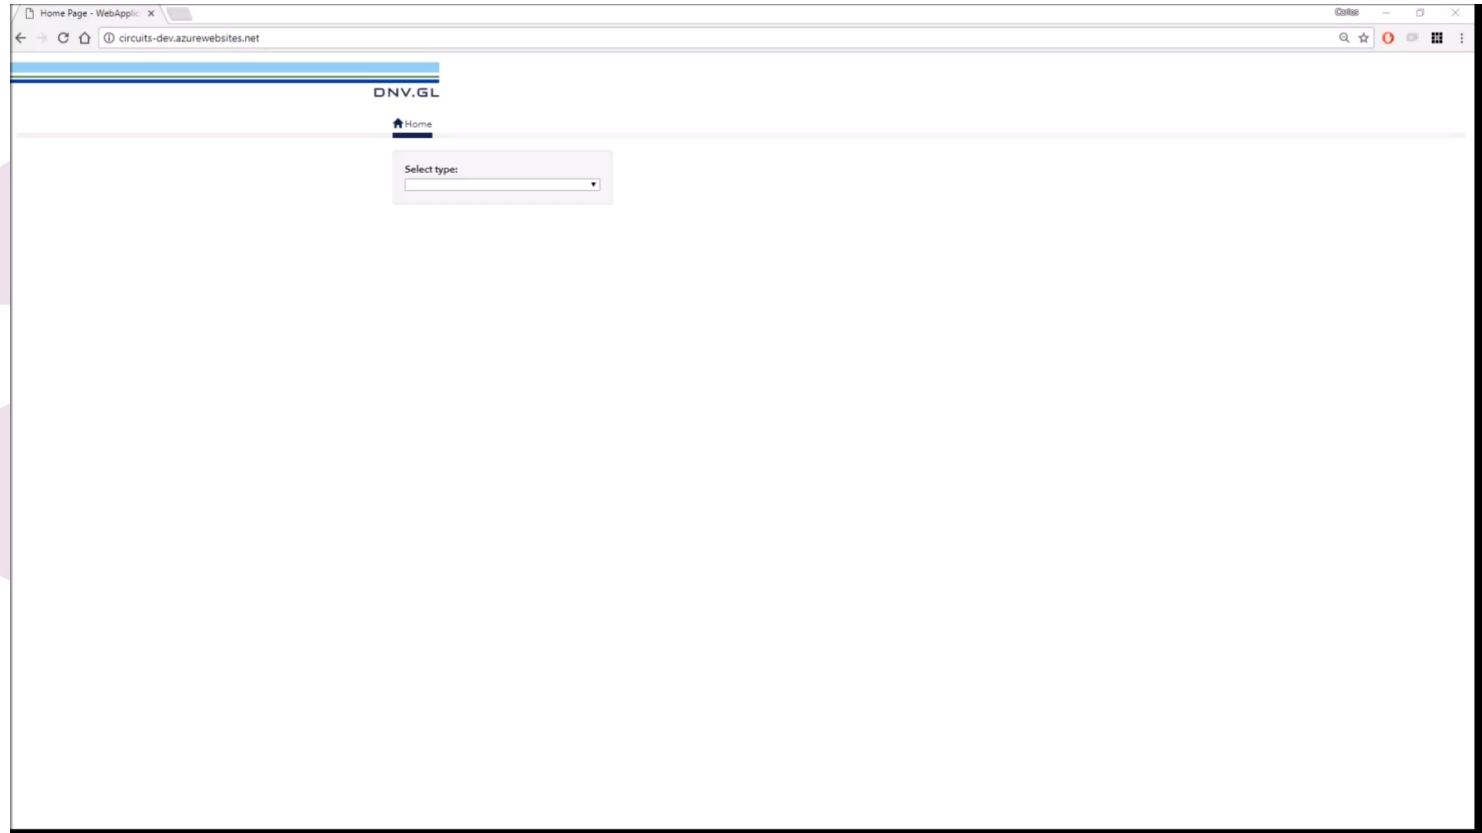 Home Page - WebApplic
circuits-dev.azurewebsites.net
DNV.GL
Home
Select type: